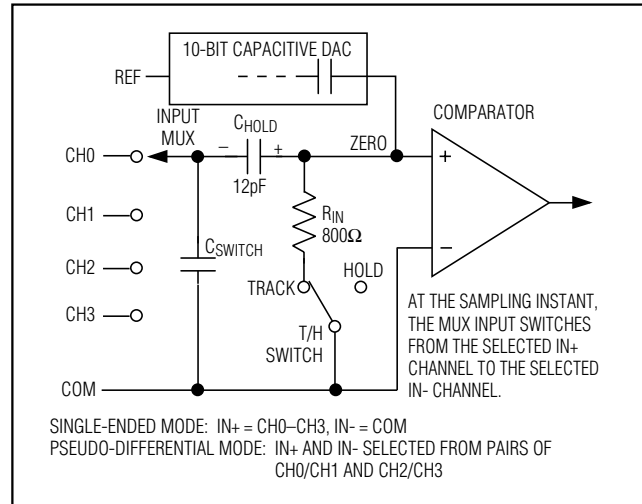 10-BIT CAPACITIVE DAC
REF
COMPARATOR
INPUT
MUX
CHOLD
ZERO
CH0
– +
+
12pF
CH1
RIN
800Ω
CSWITCH
–
HOLD
CH2
TRACK
AT THE SAMPLING INSTANT,
THE MUX INPUT SWITCHES
FROM THE SELECTED IN+
CHANNEL TO THE SELECTED
IN- CHANNEL.
CH3
T/H
SWITCH
COM
SINGLE-ENDED MODE: IN+ = CH0–CH3, IN- = COM
PSEUDO-DIFFERENTIAL MODE: IN+ AND IN- SELECTED FROM PAIRS OF
CH0/CH1 AND CH2/CH3